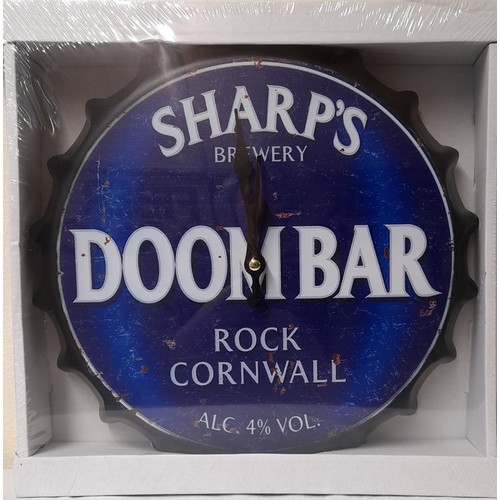 SHARP'S
BREWERY
DOOM BAR
ROCK
CORNWALL
ALC. 4% VOL.